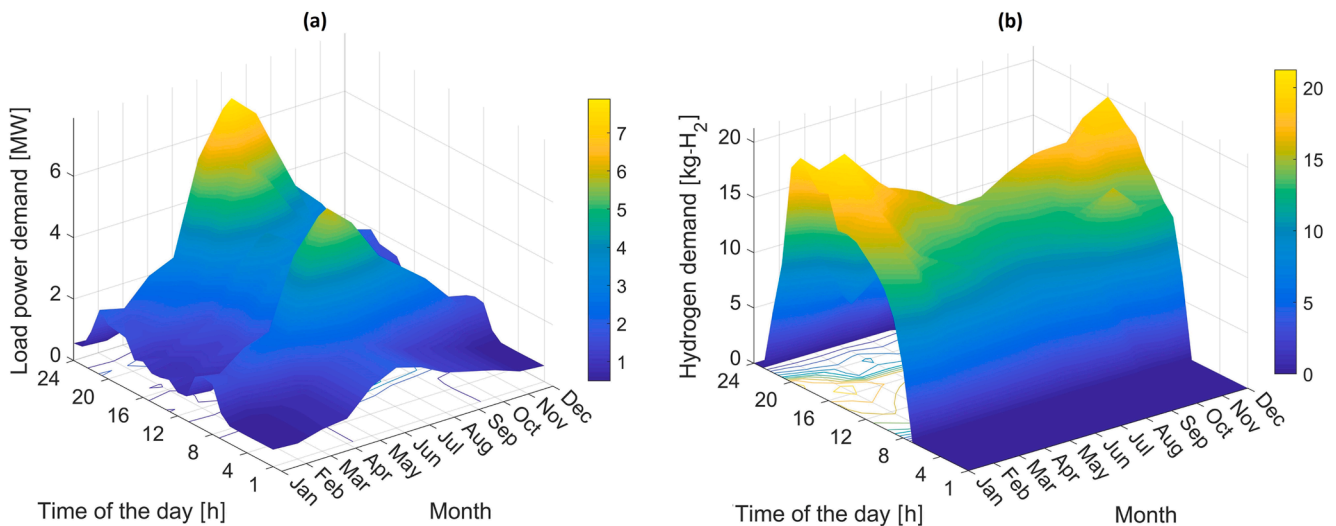 (a)
Load power demand [MW]
6
4
2
0
24
20
16
12
8
4
1
Time of the day [h]
Jan
Feb
Mar
Apr
May
Jun
Jul
Aug
Sep
Oct
Nov
Dec
Month
7
6
5
4
3
2
1
(b)
Hydrogen demand [kg-H₂]
20
15
10
5
0
24
20
16
12
8
4
1
Time of the day [h]
Jan
Feb
Mar
Apr
May
Jun
Jul
Aug
Sep
Oct
Nov
Dec
Month
20
15
10
5
0